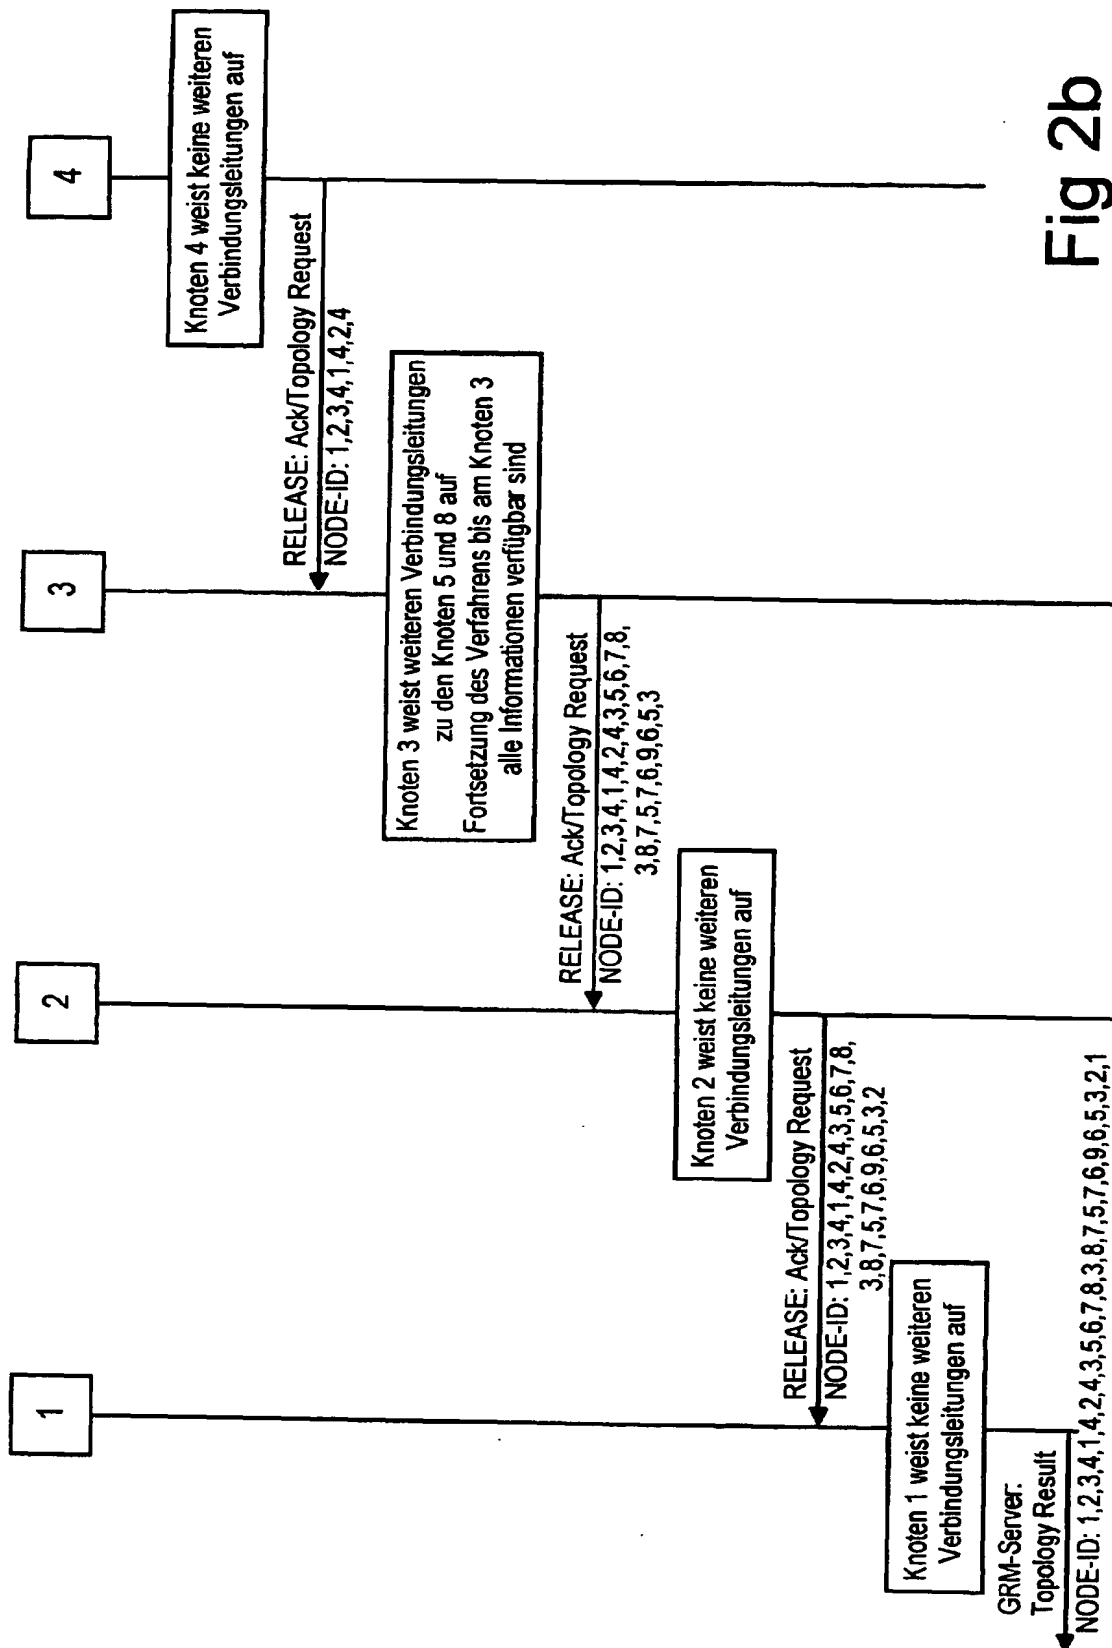 1
2
3
4
Knoten 4 weist keine weiteren
Verbindungsleitungen auf
RELEASE: Ack/Topology Request
NODE-ID: 1,2,3,4,1,4,2,4
Knoten 3 weist weiteren Verbindungsleitungen
zu den Knoten 5 und 8 auf
Fortsetzung des Verfahrens bis am Knoten 3
alle Informationen verfügbar sind
RELEASE: Ack/Topology Request
NODE-ID: 1,2,3,4,1,4,2,4,3,5,6,7,8,
3,8,7,5,7,6,9,6,5,3
Knoten 2 weist keine weiteren
Verbindungsleitungen auf
RELEASE: Ack/Topology Request
NODE-ID: 1,2,3,4,1,4,2,4,3,5,6,7,8,
3,8,7,5,7,6,9,6,5,3,2
Knoten 1 weist keine weiteren
Verbindungsleitungen auf
GRM-Server:
Topology Result
NODE-ID: 1,2,3,4,1,4,2,4,3,5,6,7,8,3,8,7,5,7,6,9,6,5,3,2,1
Fig 2b